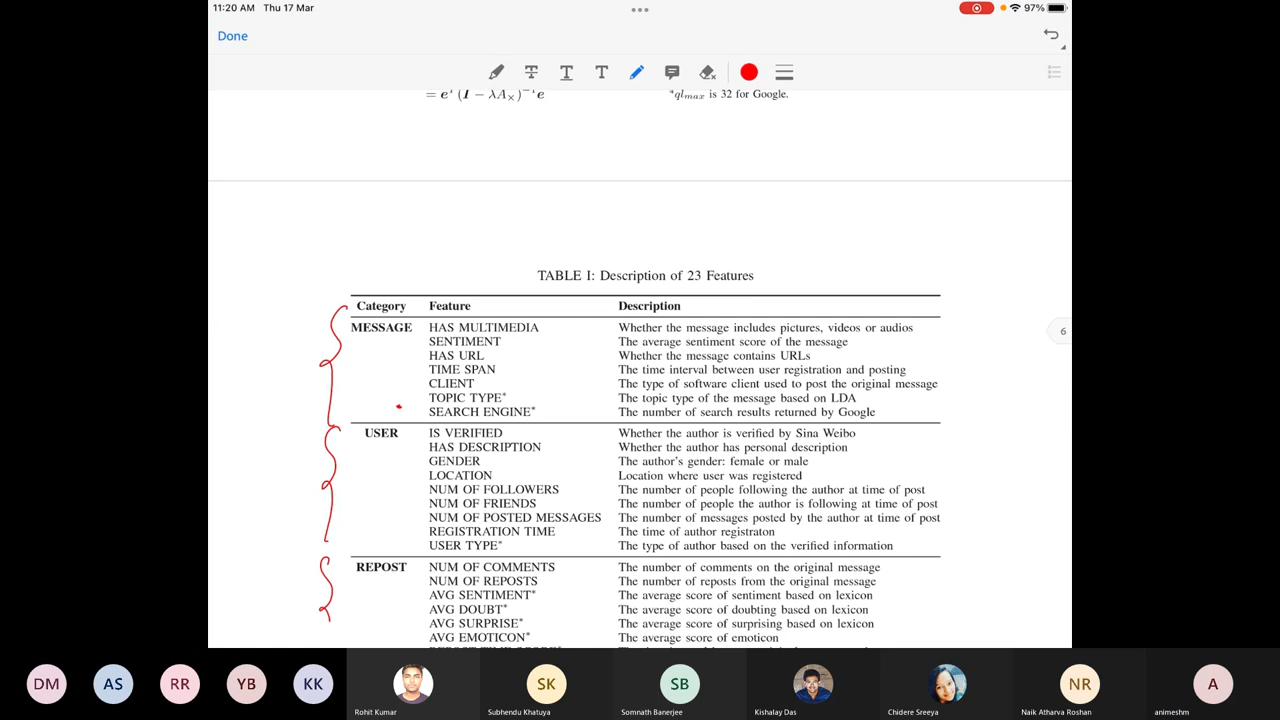 11:20 AM Thu 17 Mar
97%
Done
T T T
is 32 for Google.
6
TABLE I: Description of 23 Features
Category Feature Description
MESSAGE HAS MULTIMEDIA Whether the message includes pictures, videos or audios
SENTIMENT The average sentiment score of the message
HAS URL Whether the message contains URLs
TIME SPAN The time interval between user registration and posting
CLIENT The type of software client used to post the original message
TOPIC TYPE* The topic type of the message based on LDA
SEARCH ENGINE* The number of search results returned by Google
USER IS VERIFIED Whether the author is verified by Sina Weibo
HAS DESCRIPTION Whether the author has personal description
GENDER The author's gender: female or male
LOCATION Location where user was registered
NUM OF FOLLOWERS The number of people following the author at time of post
NUM OF FRIENDS The number of people the author is following at time of post
NUM OF POSTED MESSAGES The number of messages posted by the author at time of post
REGISTRATION TIME The time of author registraton
USER TYPE* The type of author based on the verified information
REPOST NUM OF COMMENTS The number of comments on the original message
NUM OF REPOSTS The number of reposts from the original message
AVG SENTIMENT* The average score of sentiment based on lexicon
AVG DOUBT* The average score of doubting based on lexicon
AVG SURPRISE* The average score of surprising based on lexicon
AVG EMOTICON* The average score of emoticon
DM AS RR YB KK SK SB NR A
Rohit Kumar Subhendu Khatuya Somnath Banerjee Kishalay Das Chidere Sreeya Naik Atharva Roshan animeshm